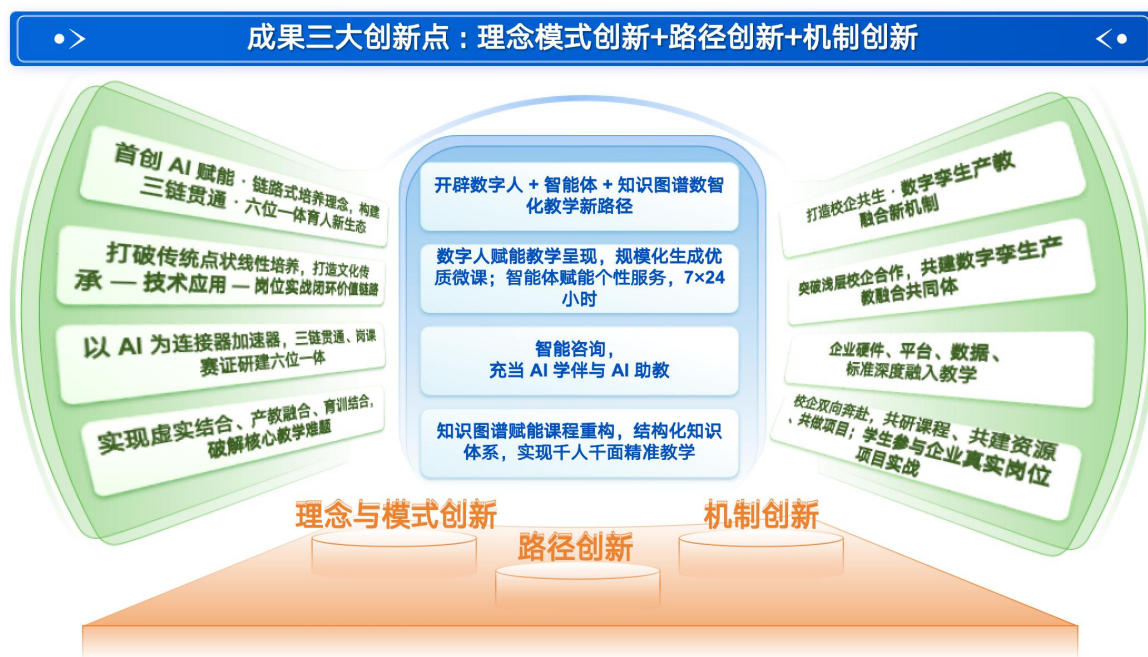 成果三大创新点：理念模式创新+路径创新+机制创新
首创 AI 赋能 · 链路式培养理念，构建
三链贯通 · 六位一体育人新生态
打破传统点状线性培养，打造文化传
承 — 技术应用 — 岗位实战闭环价值链路
以 AI 为连接器加速器，三链贯通、岗课
赛证研建六位一体
实现虚实结合、产教融合、育训结合，
破解核心教学难题
开辟数字人 + 智能体 + 知识图谱数智
化教学新路径
数字人赋能教学呈现，规模化生成优
质微课；智能体赋能个性服务，7×24
小时
智能咨询，
充当 AI 学伴与 AI 助教
知识图谱赋能课程重构，结构化知识
体系，实现千人千面精准教学
打造校企共生 · 数字孪生产教
融合新机制
突破浅层校企合作，共建数字孪生产
教融合共同体
企业硬件、平台、数据、
标准深度融入教学
校企双向奔赴，共研课程、共建资源
、共做项目；学生参与企业真实岗位
项目实战
理念与模式创新
路径创新
机制创新